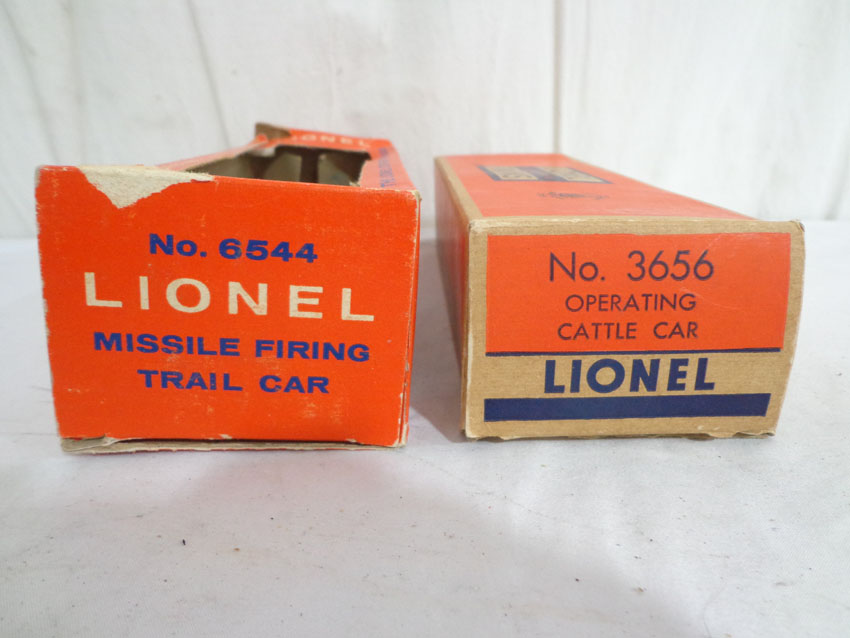 No. 6544
LIONEL
MISSILE FIRING
TRAIL CAR
No. 3656
OPERATING
CATTLE CAR
LIONEL